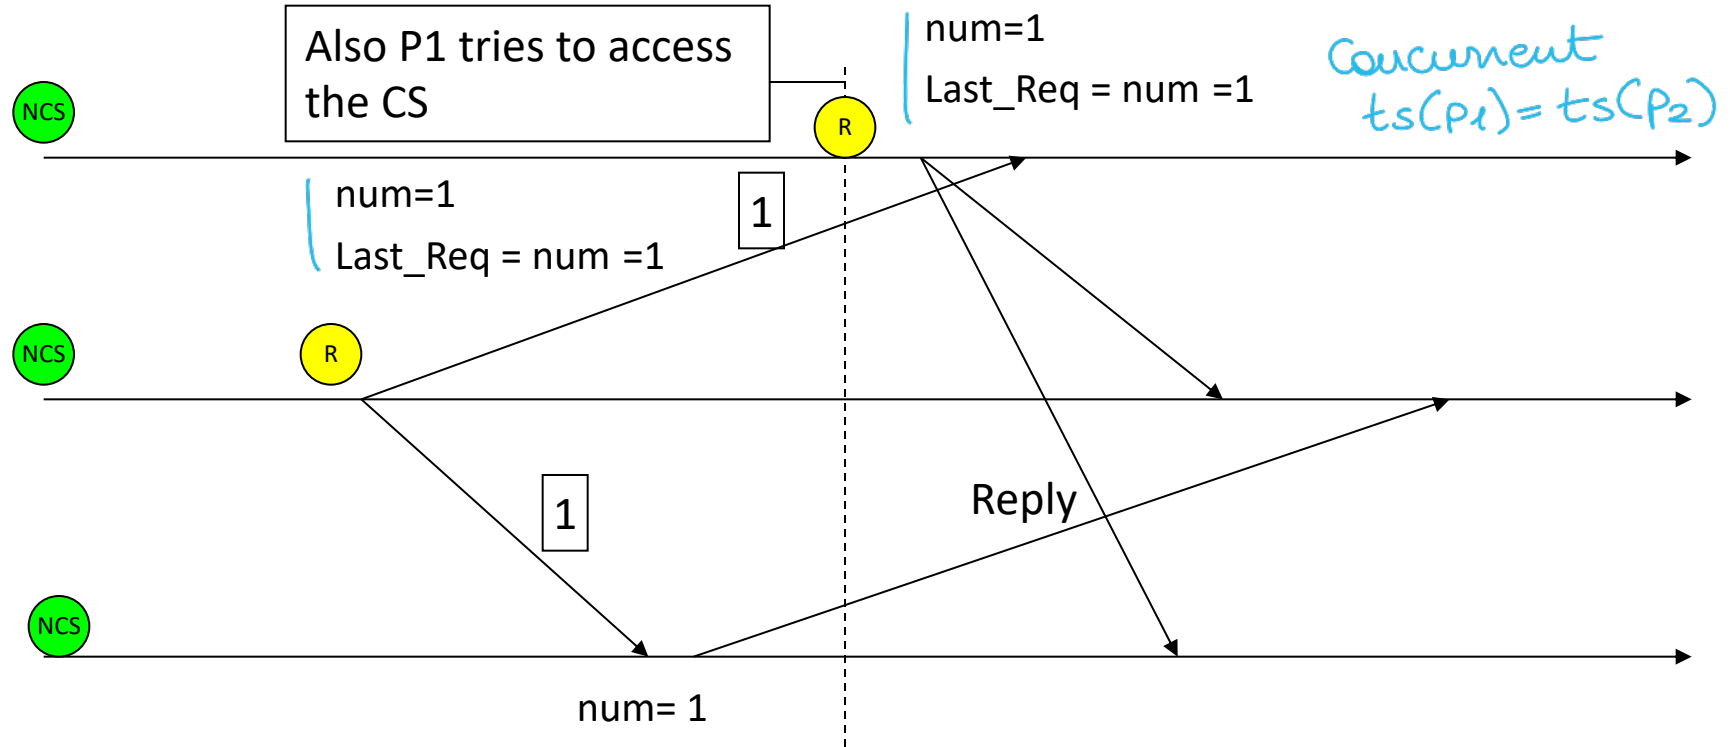 Also P1 tries to access
the CS
num=1
Last_Req = num =1
Concurrent
ts(P1)=ts(P2)
NCS
R
num=1
Last_Req = num =1
1
NCS
R
1
Reply
NCS
num= 1